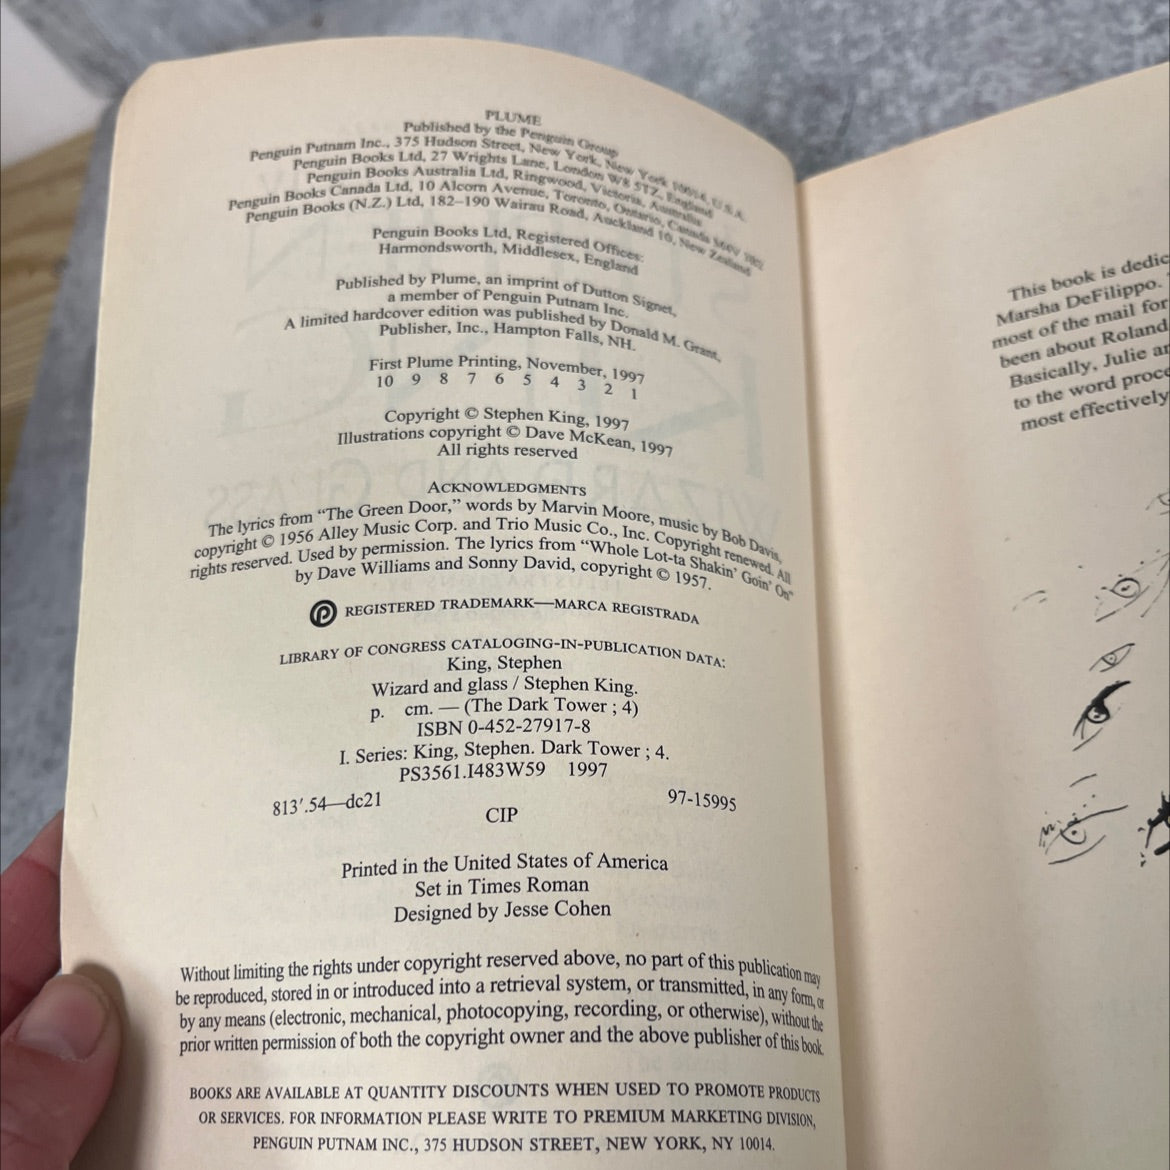 PLUME
Published by the Penguin Group
Penguin Putnam Inc., 375 Hudson Street, New York, New York 10014, U.S.A.
Penguin Books Ltd, 27 Wrights Lane, London W8 5TZ, England
Penguin Books Australia Ltd, Ringwood, Victoria, Australia
Penguin Books Canada Ltd, 10 Alcorn Avenue, Toronto, Ontario, Canada M4V 3B2
Penguin Books (N.Z.) Ltd, 182–190 Wairau Road, Auckland 10, New Zealand
Penguin Books Ltd, Registered Offices:
Harmondsworth, Middlesex, England
Published by Plume, an imprint of Dutton Signet,
a member of Penguin Putnam Inc.
A limited hardcover edition was published by Donald M. Grant,
Publisher, Inc., Hampton Falls, NH.
First Plume Printing, November, 1997
10 9 8 7 6 5 4 3 2 1
Copyright © Stephen King, 1997
Illustrations copyright © Dave McKean, 1997
All rights reserved
ACKNOWLEDGMENTS
The lyrics from “The Green Door,” words by Marvin Moore, music by Bob Davis,
copyright © 1956 Alley Music Corp. and Trio Music Co., Inc. Copyright renewed. All
rights reserved. Used by permission. The lyrics from “Whole Lot-ta Shakin’ Goin’ On”
by Dave Williams and Sonny David, copyright © 1957.
REGISTERED TRADEMARK—MARCA REGISTRADA
LIBRARY OF CONGRESS CATALOGING-IN-PUBLICATION DATA:
King, Stephen
Wizard and glass / Stephen King.
p. cm. — (The Dark Tower ; 4)
ISBN 0-452-27917-8
I. Series: King, Stephen. Dark Tower ; 4.
PS3561.I483W59 1997
813′.54—dc21 97-15995
CIP
Printed in the United States of America
Set in Times Roman
Designed by Jesse Cohen
Without limiting the rights under copyright reserved above, no part of this publication may
be reproduced, stored in or introduced into a retrieval system, or transmitted, in any form, or
by any means (electronic, mechanical, photocopying, recording, or otherwise), without the
prior written permission of both the copyright owner and the above publisher of this book.
BOOKS ARE AVAILABLE AT QUANTITY DISCOUNTS WHEN USED TO PROMOTE PRODUCTS
OR SERVICES. FOR INFORMATION PLEASE WRITE TO PREMIUM MARKETING DIVISION,
PENGUIN PUTNAM INC., 375 HUDSON STREET, NEW YORK, NY 10014.
This book is dedic
Marsha DeFilippo.
most of the mail for
been about Roland
Basically, Julie ar
to the word proce
most effectively